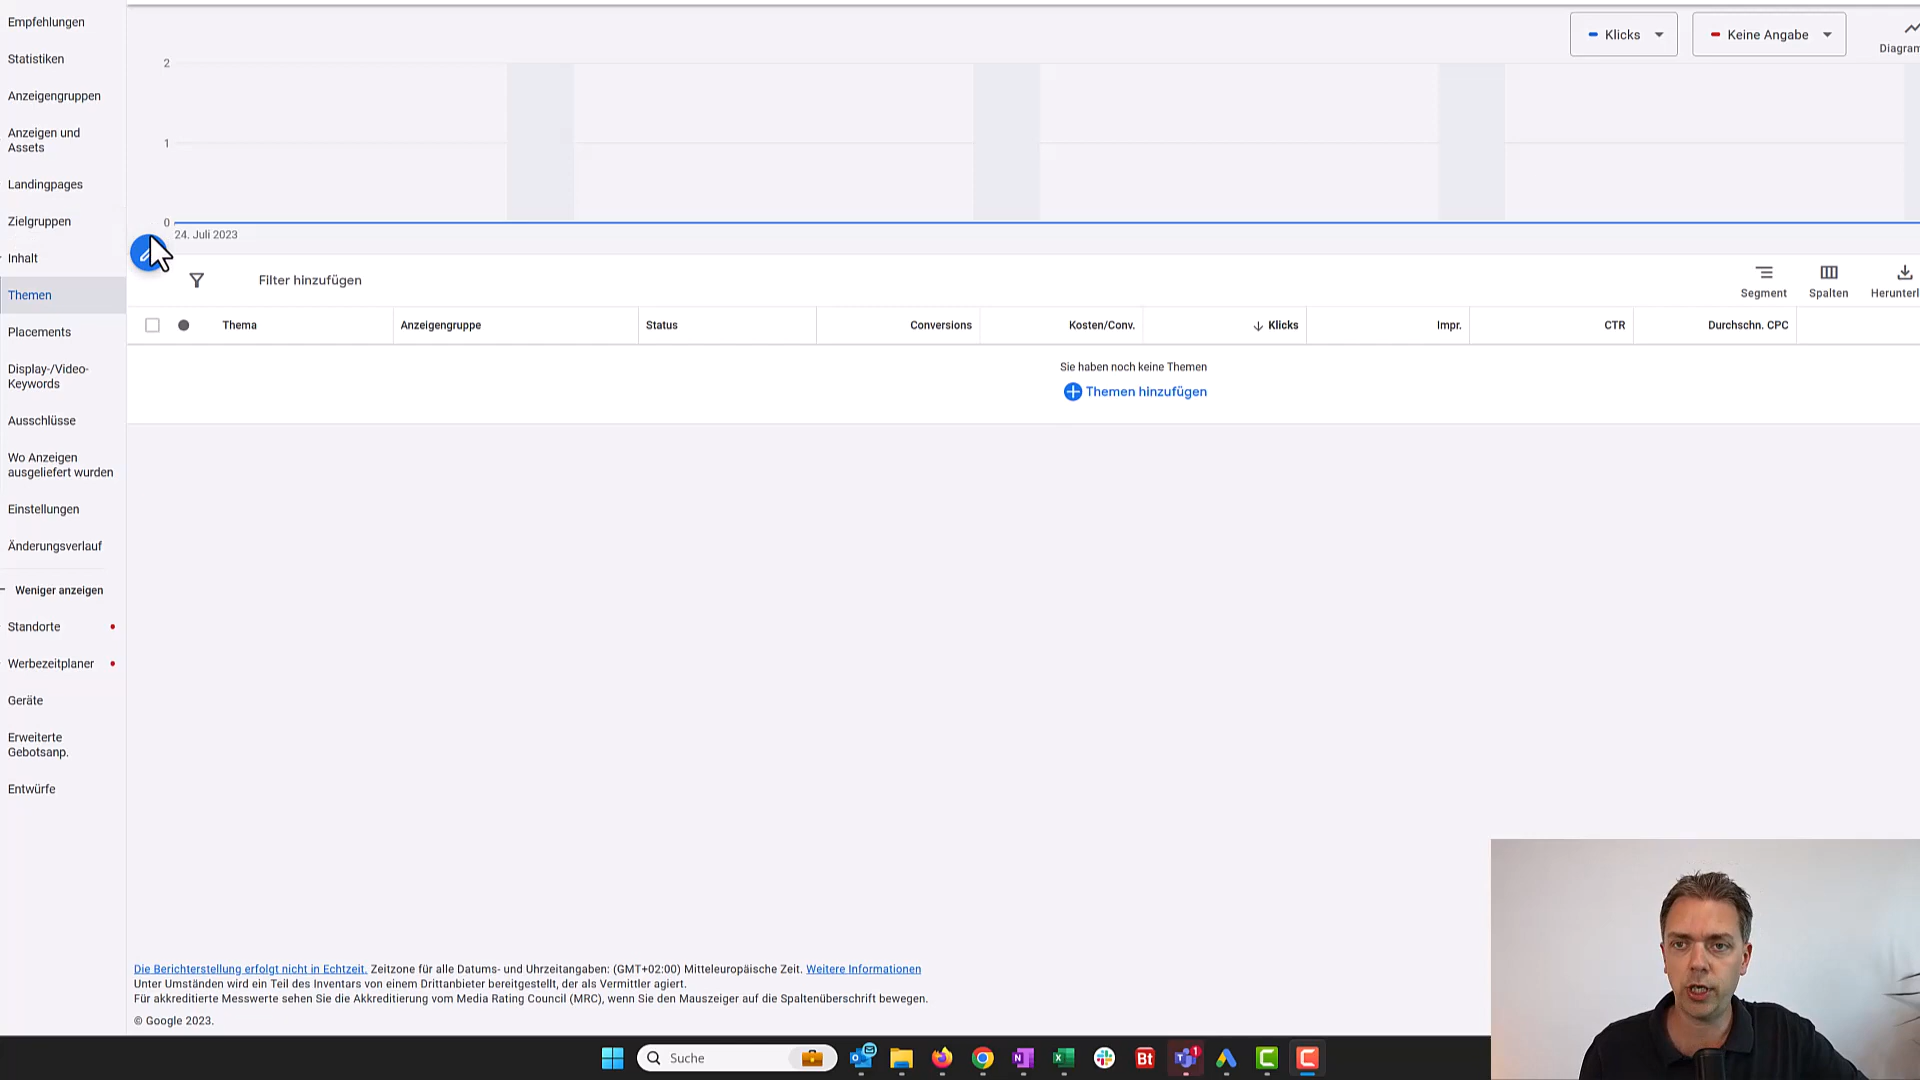 Empfehlungen
Statistiken
Anzeigengruppen
Anzeigen und
Assets
Landingpages
Zielgruppen
Inhalt
Themen
Placements
Display-/Video-
Keywords
Ausschlüsse
Wo Anzeigen
ausgeliefert wurden
Einstellungen
Änderungsverlauf
Weniger anzeigen
Standorte
Werbezeitplaner
Geräte
Erweiterte
Gebotsanp.
Entwürfe
Klicks
Keine Angabe
Diagram
2
1
0
24. Juli 2023
Filter hinzufügen
Segment
Spalten
Herunterl
Thema Anzeigengruppe Status Conversions Kosten/Conv. Klicks Impr. CTR Durchschn. CPC
Sie haben noch keine Themen
Themen hinzufügen
Die Berichterstellung erfolgt nicht in Echtzeit. Zeitzone für alle Datums- und Uhrzeitangaben: (GMT+02:00) Mitteleuropäische Zeit. Weitere Informationen
Unter Umständen wird ein Teil des Inventars von einem Drittanbieter bereitgestellt, der als Vermittler agiert.
Für akkreditierte Messwerte sehen Sie die Akkreditierung vom Media Rating Council (MRC), wenn Sie den Mauszeiger auf die Spaltenüberschrift bewegen.
© Google 2023.
Suche
Bt
1